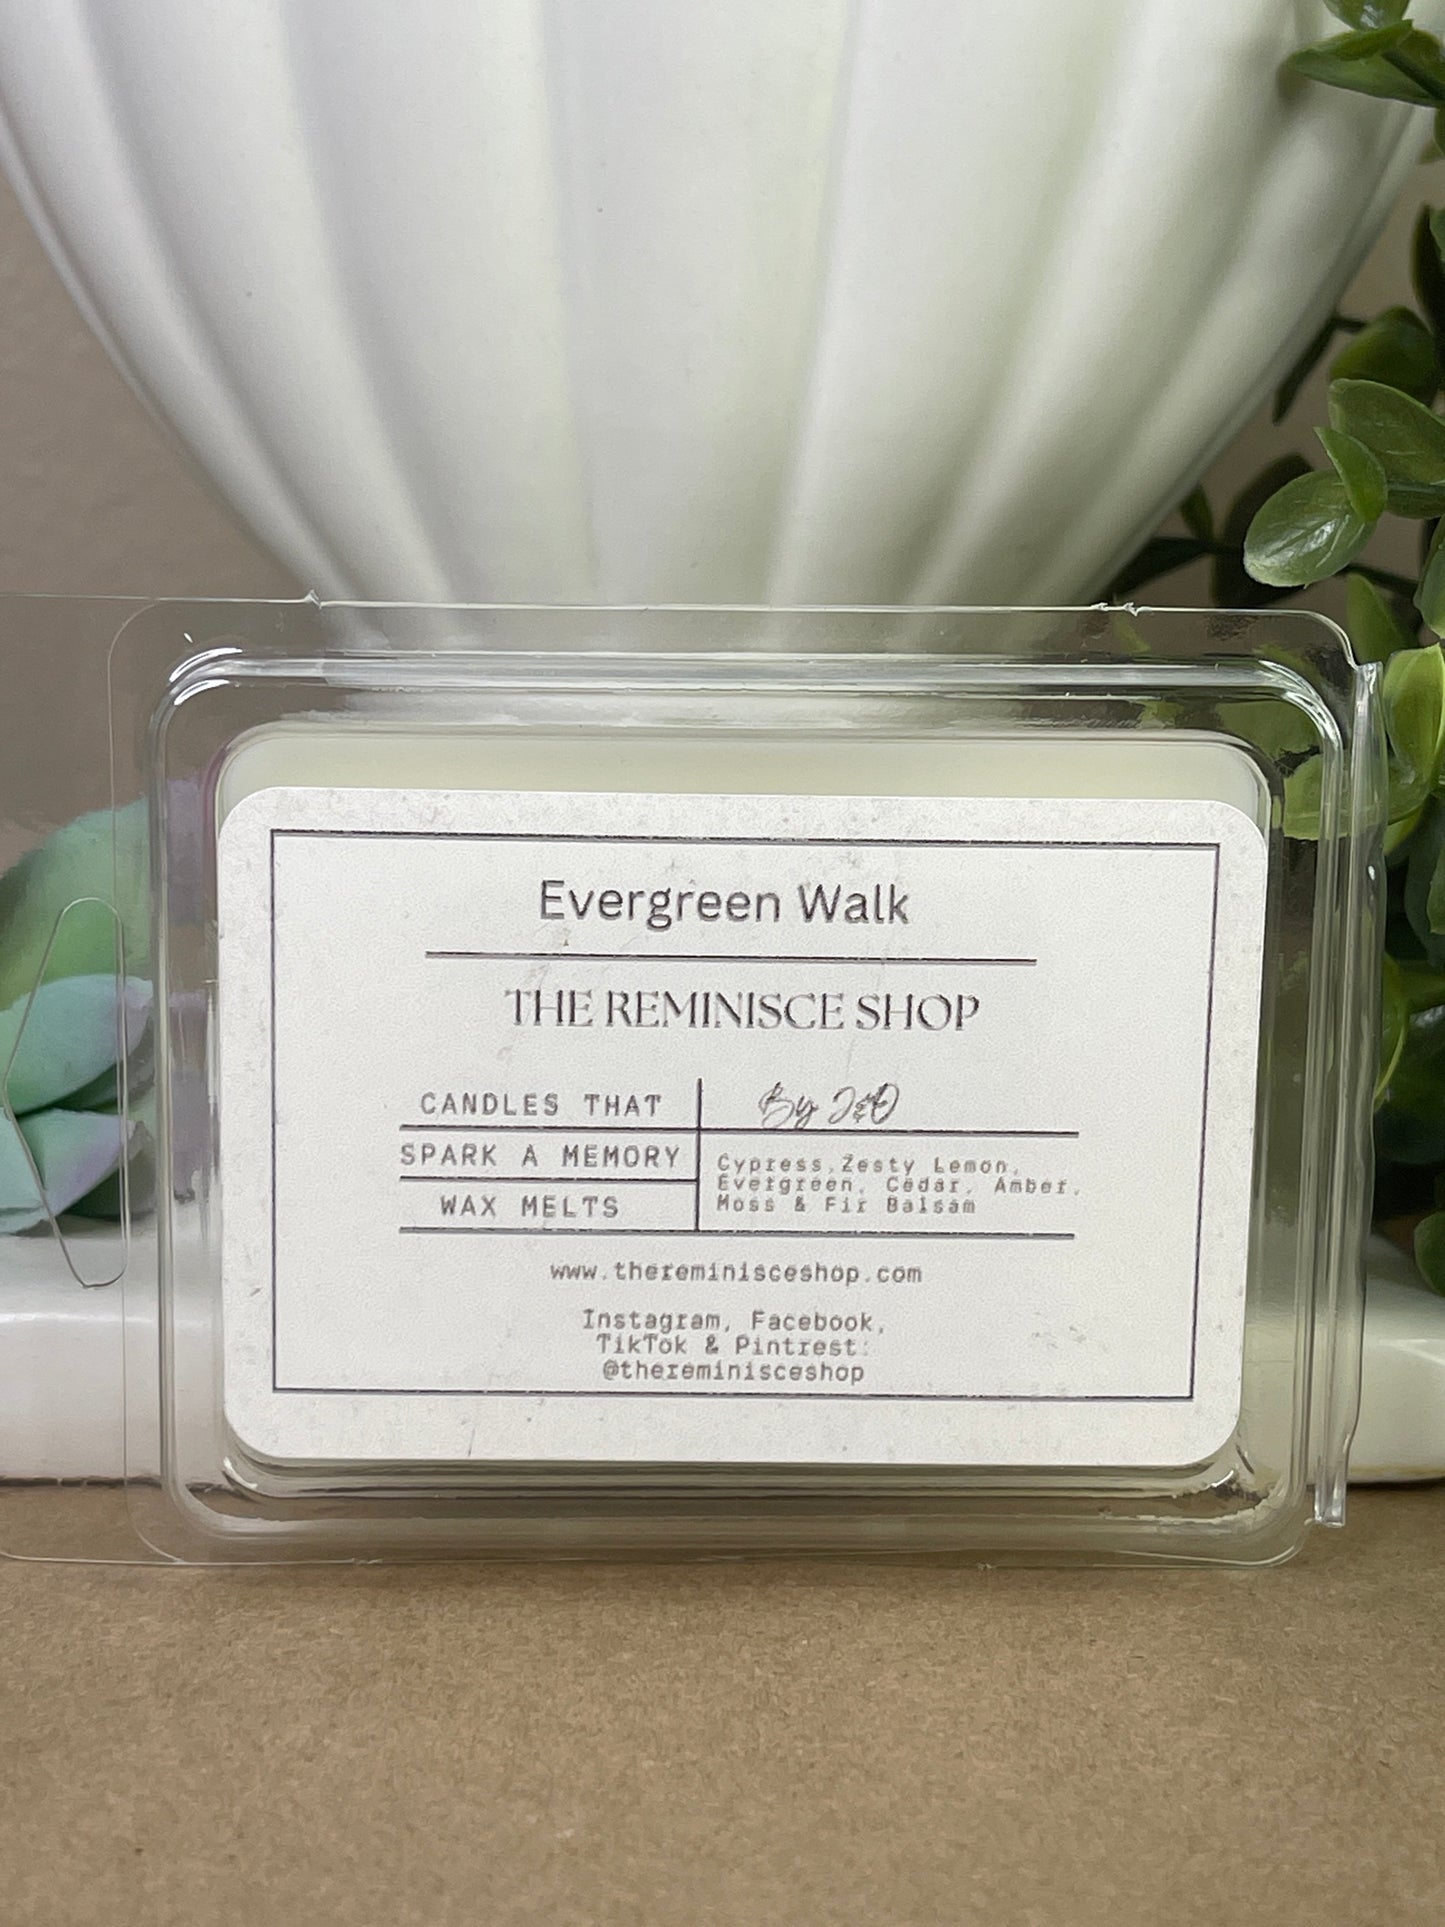 Evergreen Walk
THE REMINISCE SHOP
CANDLES THAT
SPARK A MEMORY
WAX MELTS
By J&O
Cypress,Zesty Lemon,
Evergreen, Cedar, Amber,
Moss & Fir Balsam
www.thereminisceshop.com
Instagram, Facebook,
TikTok & Pintrest:
@thereminisceshop